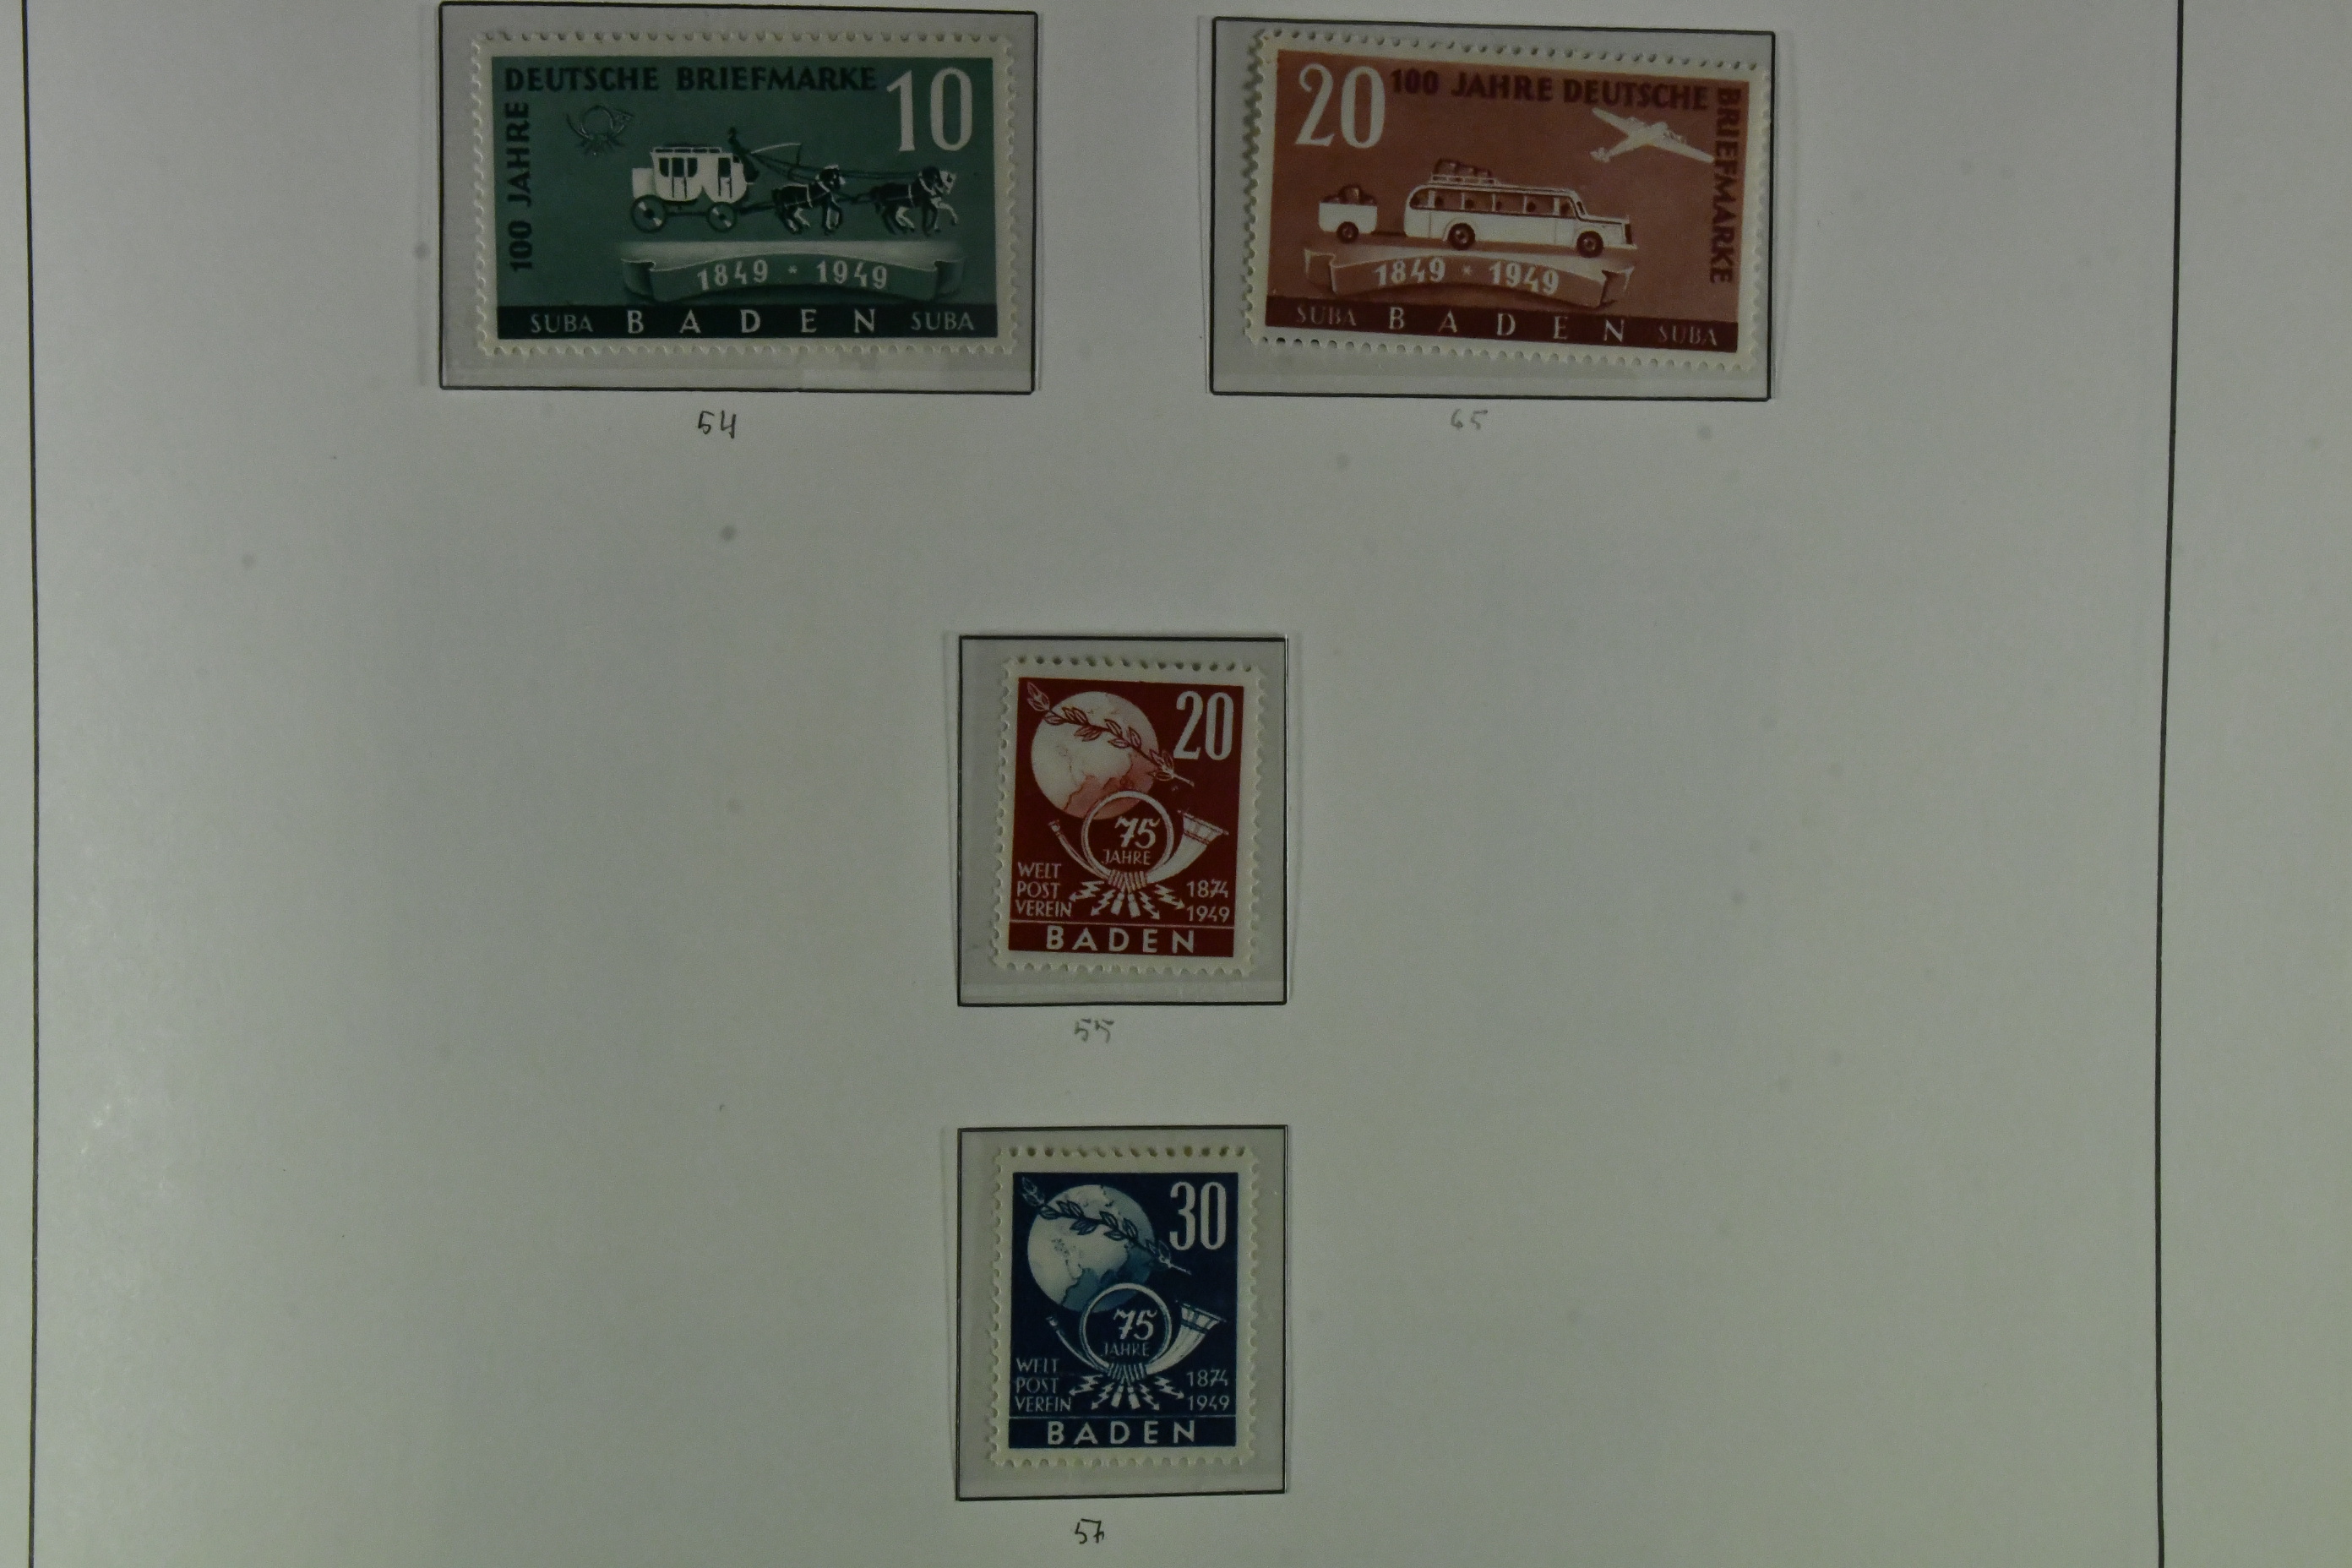 100 JAHRE
DEUTSCHE BRIEFMARKE
10
1849 * 1949
SUBA BADEN SUBA
54
20
100 JAHRE DEUTSCHE
BRIEFMARKE
1849 * 1949
SUBA BADEN SUBA
65
20
75
JAHRE
WELT
POST
VEREIN
1874
1949
BADEN
55
30
75
JAHRE
WELT
POST
VEREIN
1874
1949
BADEN
57